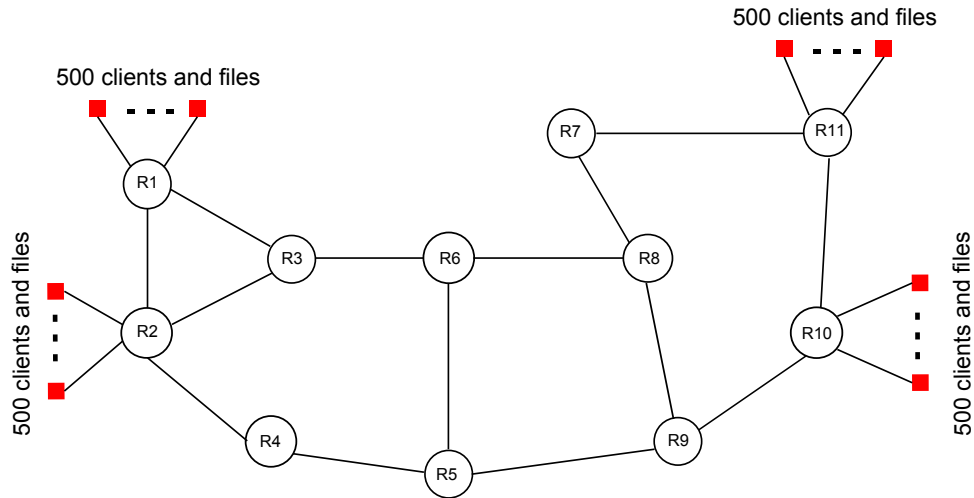 500 clients and files
500 clients and files
R7
R11
R1
R3
R6
R8
500 clients and files
R2
R10
500 clients and files
R4
R5
R9